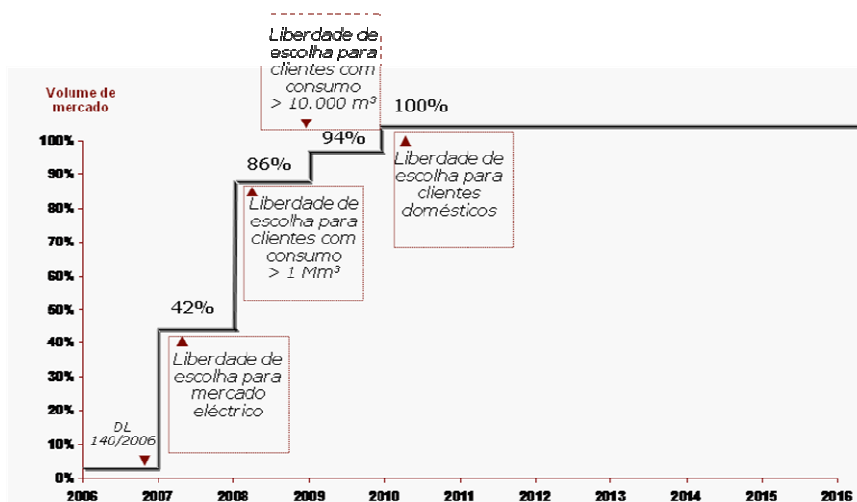 Liberdade de
escolha para
clientes com
consumo
> 10.000 m³
Volume de
mercado
100%
94%
86%
42%
Liberdade de
escolha para
clientes
domésticos
Liberdade de
escolha para
clientes com
consumo
> 1 Mm³
Liberdade de
escolha para
mercado
eléctrico
DL
140/2006
100%
90%
80%
70%
60%
50%
40%
30%
20%
10%
0%
2006 2007 2008 2009 2010 2011 2012 2013 2014 2015 2016